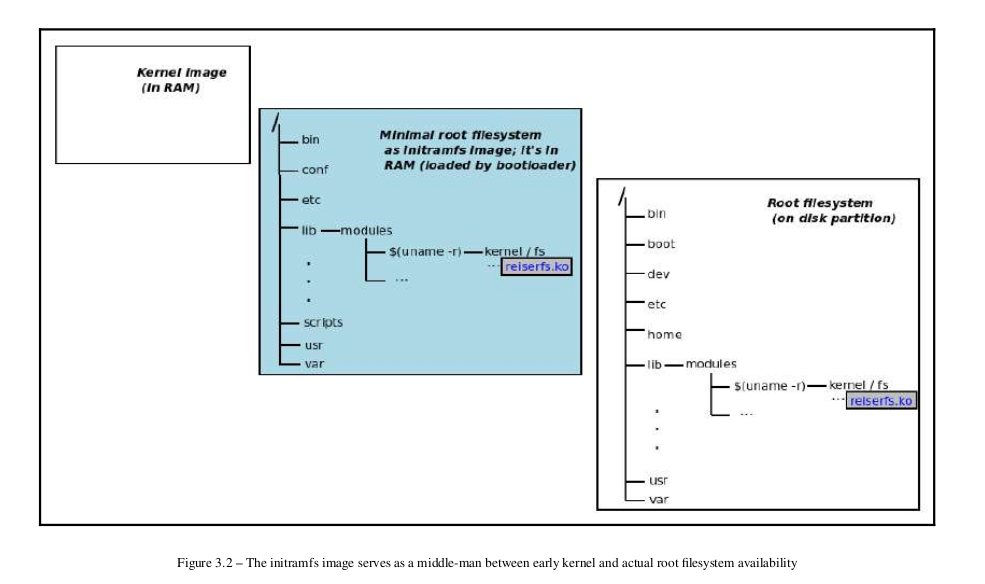 Kernel Image
(in RAM)
/
Minimal root filesystem
as initramfs image; it's in
RAM (loaded by bootloader)
bin
conf
etc
lib modules
$(uname -r) kernel / fs
... reiserfs.ko
...
.
.
.
scripts
usr
var
/
Root filesystem
(on disk partition)
bin
boot
dev
etc
home
lib modules
$(uname -r) kernel / fs
... reiserfs.ko
...
.
.
.
usr
var
Figure 3.2 – The initramfs image serves as a middle-man between early kernel and actual root filesystem availability